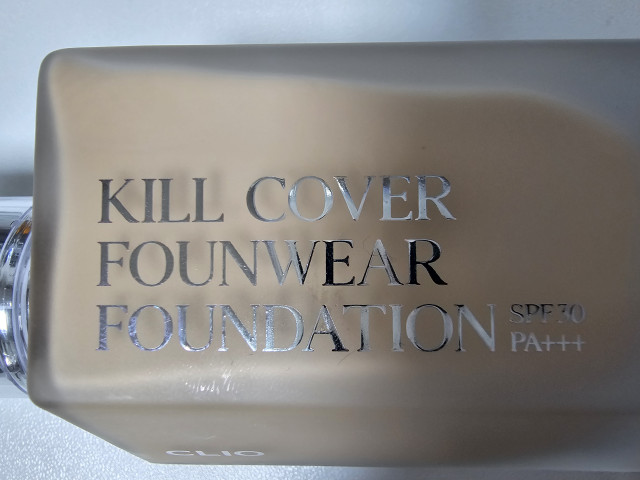 KILL COVER
FOUNWEAR
FOUNDATION SPF30
PA+++
CLIO